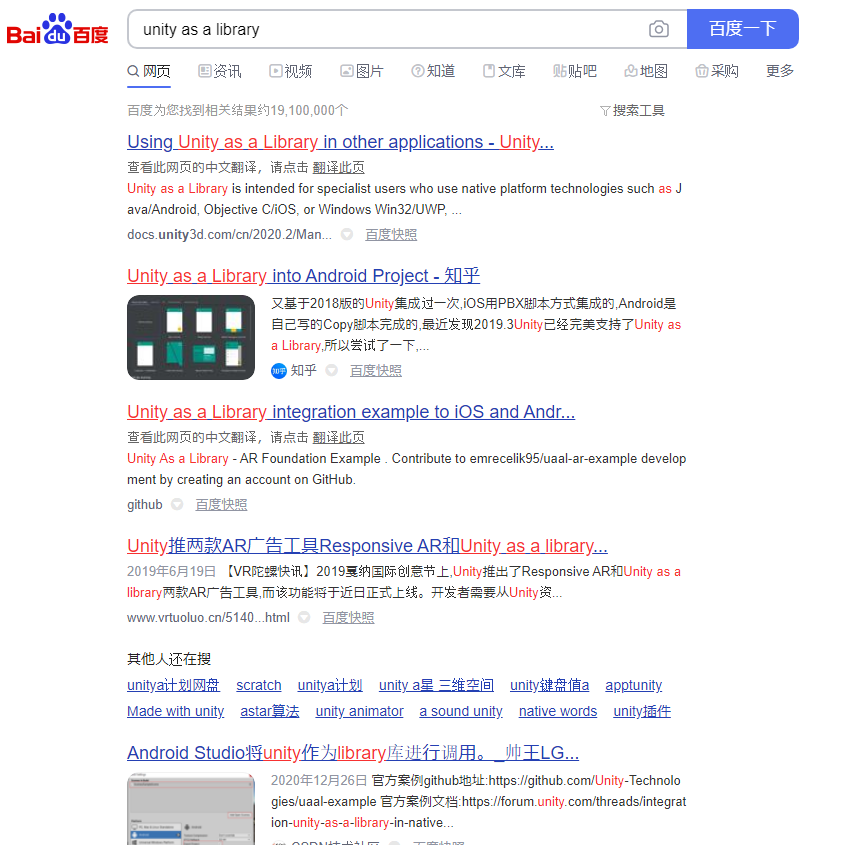 Bai du 百度
unity as a library
百度一下
网页 资讯 视频 图片 知道 文库 贴吧 地图 采购 更多
百度为您找到相关结果约19,100,000个 搜索工具
Using Unity as a Library in other applications - Unity...
查看此网页的中文翻译，请点击 翻译此页
Unity as a Library is intended for specialist users who use native platform technologies such as J
ava/Android, Objective C/iOS, or Windows Win32/UWP, ...
docs.unity3d.com/cn/2020.2/Man... 百度快照
Unity as a Library into Android Project - 知乎
又基于2018版的Unity集成过一次,iOS用PBX脚本方式集成的,Android是
自己写的Copy脚本完成的,最近发现2019.3Unity已经完美支持了Unity as
a Library,所以尝试了一下,...
知乎 知乎 百度快照
Unity as a Library integration example to iOS and Andr...
查看此网页的中文翻译，请点击 翻译此页
Unity As a Library - AR Foundation Example . Contribute to emrecelik95/uaal-ar-example develop
ment by creating an account on GitHub.
github 百度快照
Unity推两款AR广告工具Responsive AR和Unity as a library...
2019年6月19日 【VR陀螺快讯】2019戛纳国际创意节上,Unity推出了Responsive AR和Unity as a
library两款AR广告工具,而该功能将于近日正式上线。开发者需要从Unity资...
www.vrtuoluo.cn/5140...html 百度快照
其他人还在搜
unitya计划网盘 scratch unitya计划 unity a星 三维空间 unity键盘值a apptunity
Made with unity astar算法 unity animator a sound unity native words unity插件
Android Studio将unity作为library库进行调用。_帅王LG...
2020年12月26日 官方案例github地址:https://github.com/Unity-Technolo
gies/uaal-example 官方案例文档:https://forum.unity.com/threads/integrat
ion-unity-as-a-library-in-native...